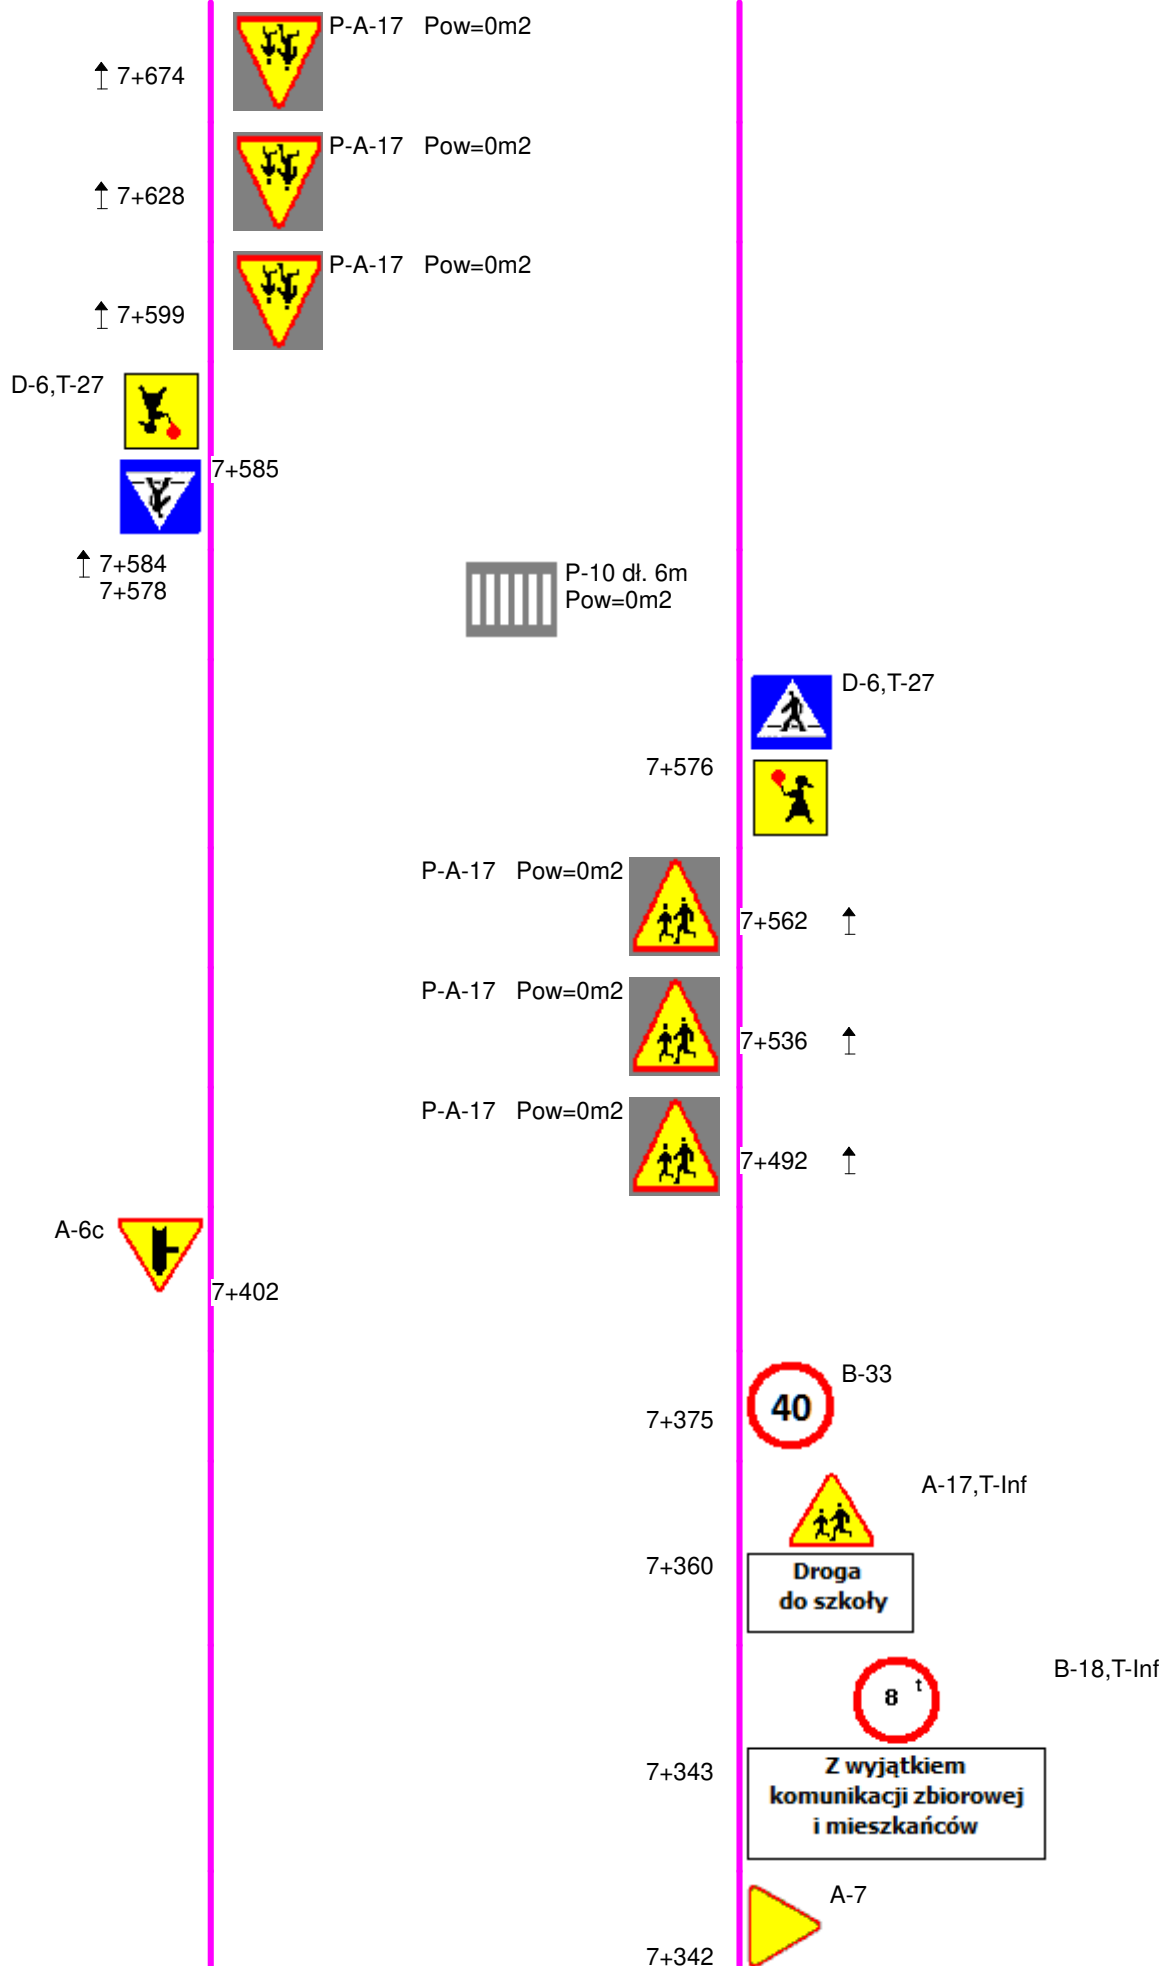 P-A-17 Pow=0m2
7+674
P-A-17 Pow=0m2
7+628
P-A-17 Pow=0m2
7+599
D-6,T-27
7+585
7+584
7+578
P-10 dł. 6m
Pow=0m2
D-6,T-27
7+576
P-A-17 Pow=0m2
7+562
P-A-17 Pow=0m2
7+536
P-A-17 Pow=0m2
7+492
A-6c
7+402
B-33
40
7+375
A-17,T-Inf
7+360
Droga
do szkoły
B-18,T-Inf
8 t
7+343
Z wyjątkiem
komunikacji zbiorowej
i mieszkańców
A-7
7+342